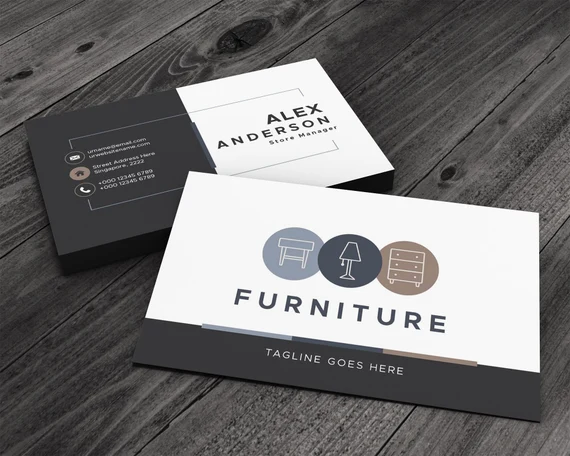 ALEX
ANDERSON
Store Manager
urname@email.com
urwebsitename.com
Street Address Here
Singapore, 2222
+000 12345 6789
+000 12345 6789
FURNITURE
TAGLINE GOES HERE